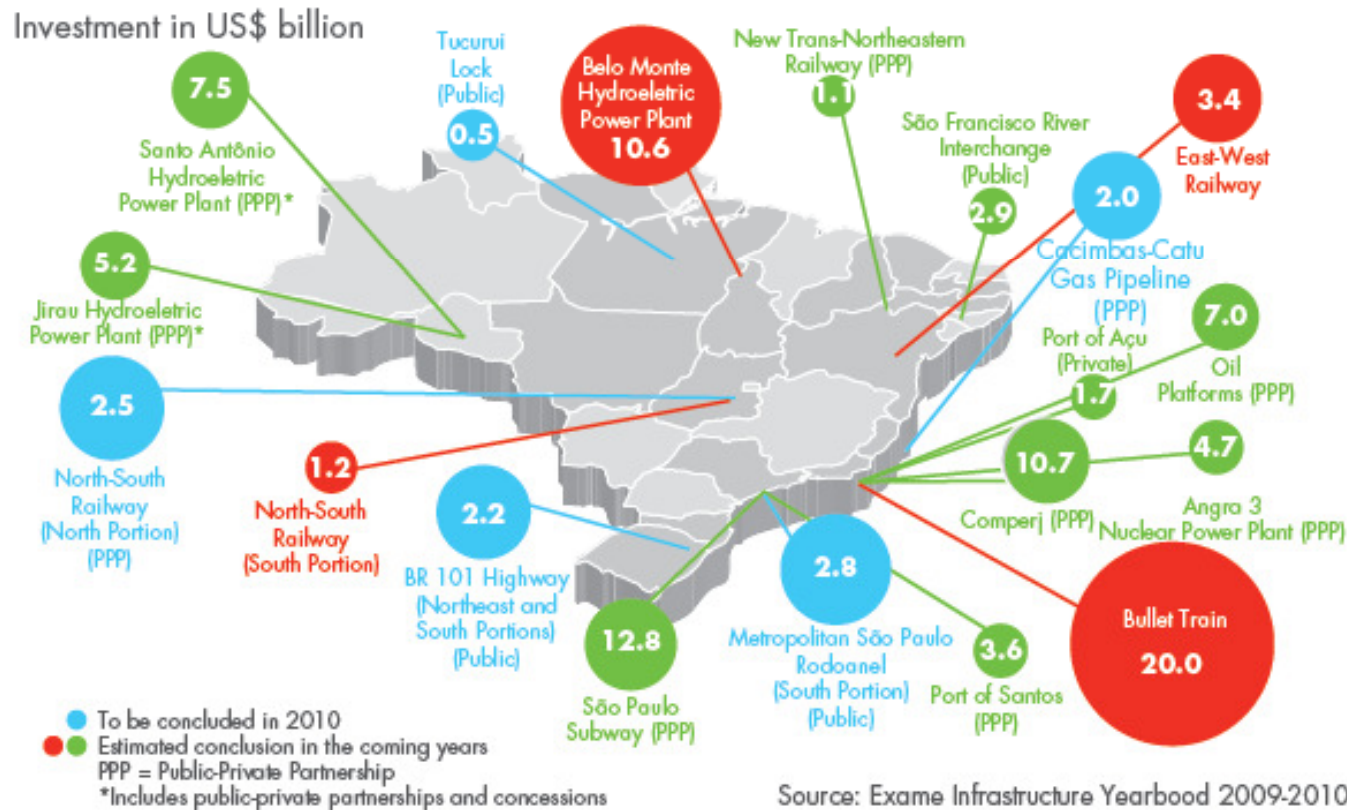 Investment in US$ billion
7.5
Santo Antônio
Hydroeletric
Power Plant (PPP)*
Tucurui
Lock
(Public)
0.5
Belo Monte
Hydroeletric
Power Plant
10.6
New Trans-Northeastern
Railway (PPP)
1.1
São Francisco River
Interchange
(Public)
2.9
3.4
East-West
Railway
2.0
Cacimbas-Catu
Gas Pipeline
(PPP)
5.2
Jirau Hydroeletric
Power Plant (PPP)*
7.0
Oil
Platforms (PPP)
Port of Açu
(Private)
1.7
2.5
North-South
Railway
(North Portion)
(PPP)
1.2
North-South
Railway
(South Portion)
2.2
BR 101 Highway
(Northeast and
South Portions)
(Public)
10.7
Comperj (PPP)
4.7
Angra 3
Nuclear Power Plant (PPP)
12.8
São Paulo
Subway (PPP)
2.8
Metropolitan São Paulo
Rodoanel
(South Portion)
(Public)
3.6
Port of Santos
(PPP)
Bullet Train
20.0
To be concluded in 2010
Estimated conclusion in the coming years
PPP = Public-Private Partnership
*Includes public-private partnerships and concessions
Source: Exame Infrastructure Yearbood 2009-2010